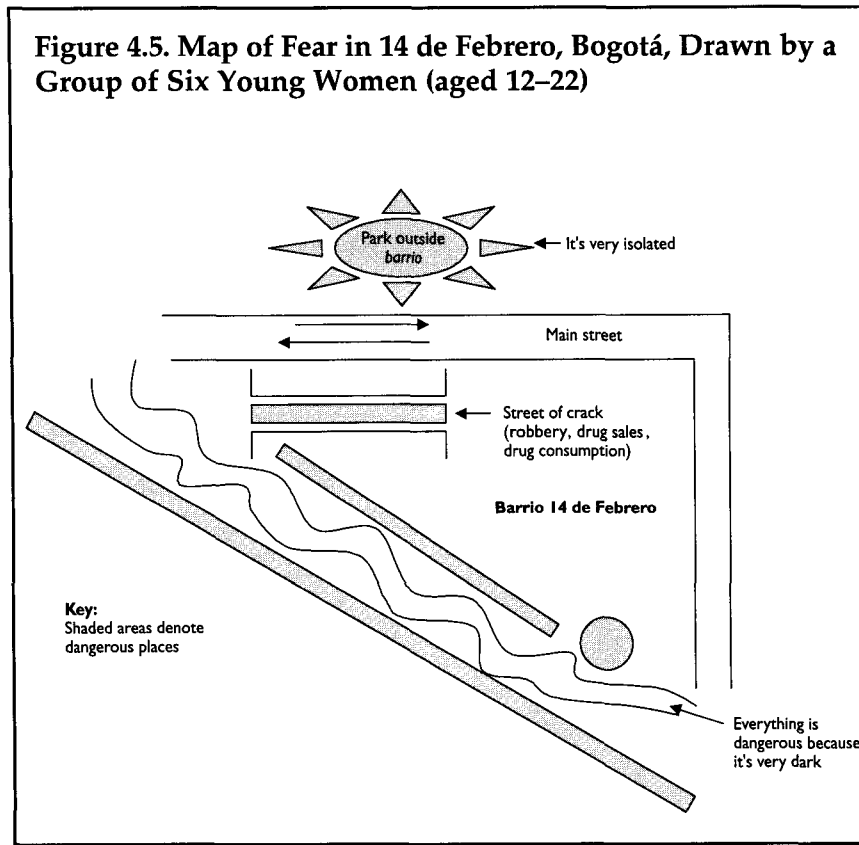 Figure 4.5. Map of Fear in 14 de Febrero, Bogotá, Drawn by a
Group of Six Young Women (aged 12–22)
Park outside
barrio
It's very isolated
Main street
Street of crack
(robbery, drug sales,
drug consumption)
Barrio 14 de Febrero
Key:
Shaded areas denote
dangerous places
Everything is
dangerous because
it's very dark